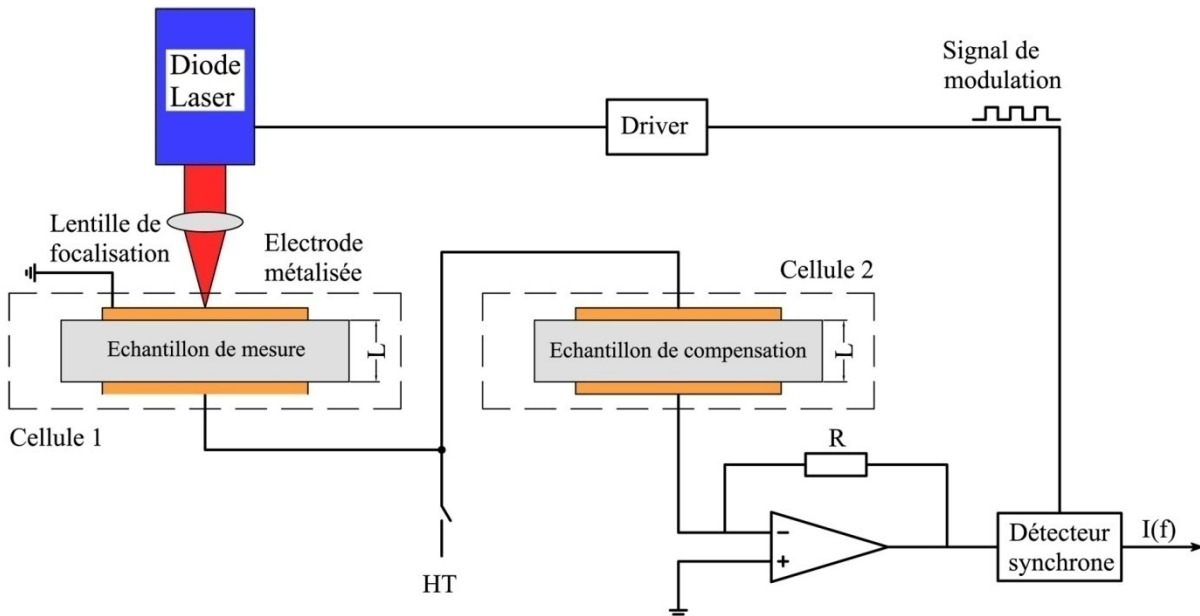 Diode
Laser
Signal de
modulation
Driver
Lentille de
focalisation
Electrode
métalisée
Cellule 2
Echantillon de mesure
L
Echantillon de compensation
L
Cellule 1
R
HT
−
+
Détecteur
synchrone
I(f)